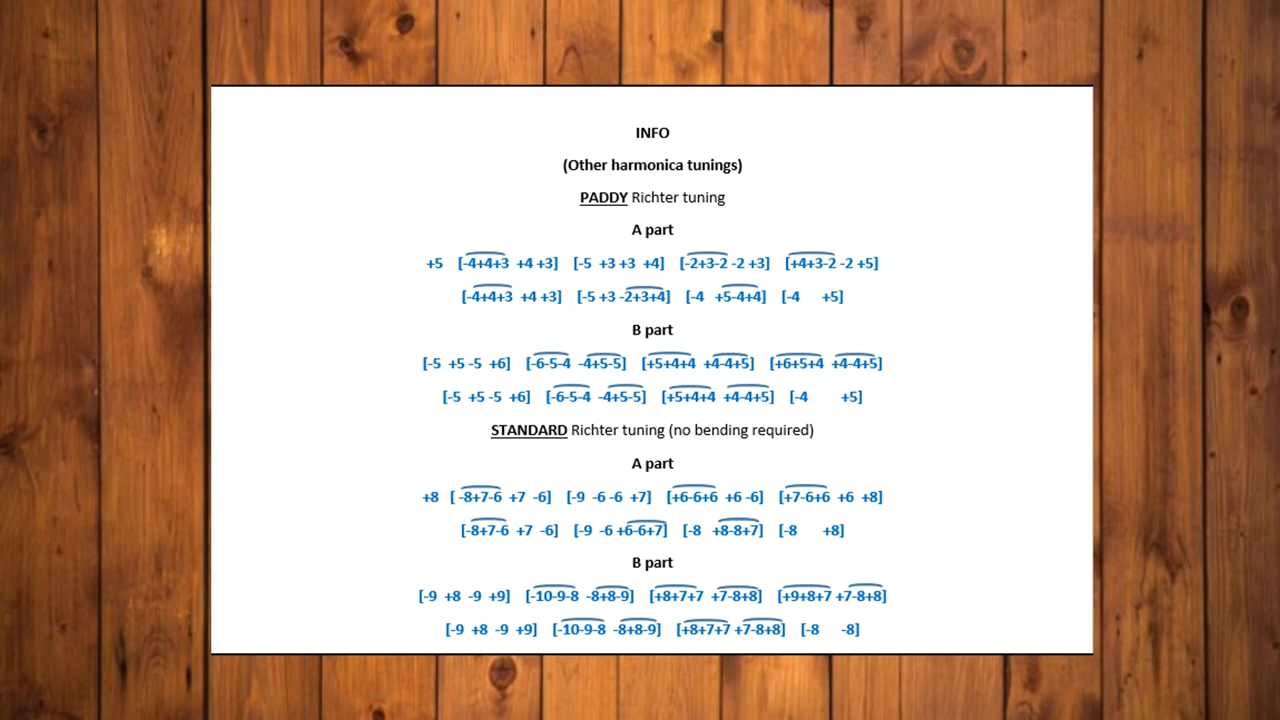 INFO
(Other harmonica tunings)
PADDY Richter tuning
A part
+5 [-4+4+3 +4 +3] [-5 +3 +3 +4] [-2+3-2 -2 +3] [+4+3-2 -2 +5]
[-4+4+3 +4 +3] [-5 +3 -2+3+4] [-4 +5-4+4] [-4 +5]
B part
[-5 +5 -5 +6] [-6-5-4 -4+5-5] [+5+4+4 +4-4+5] [+6+5+4 +4-4+5]
[-5 +5 -5 +6] [-6-5-4 -4+5-5] [+5+4+4 +4-4+5] [-4 +5]
STANDARD Richter tuning (no bending required)
A part
+8 [ -8+7-6 +7 -6] [-9 -6 -6 +7] [+6-6+6 +6 -6] [+7-6+6 +6 +8]
[-8+7-6 +7 -6] [-9 -6 +6-6+7] [-8 +8-8+7] [-8 +8]
B part
[-9 +8 -9 +9] [-10-9-8 -8+8-9] [+8+7+7 +7-8+8] [+9+8+7 +7-8+8]
[-9 +8 -9 +9] [-10-9-8 -8+8-9] [+8+7+7 +7-8+8] [-8 -8]